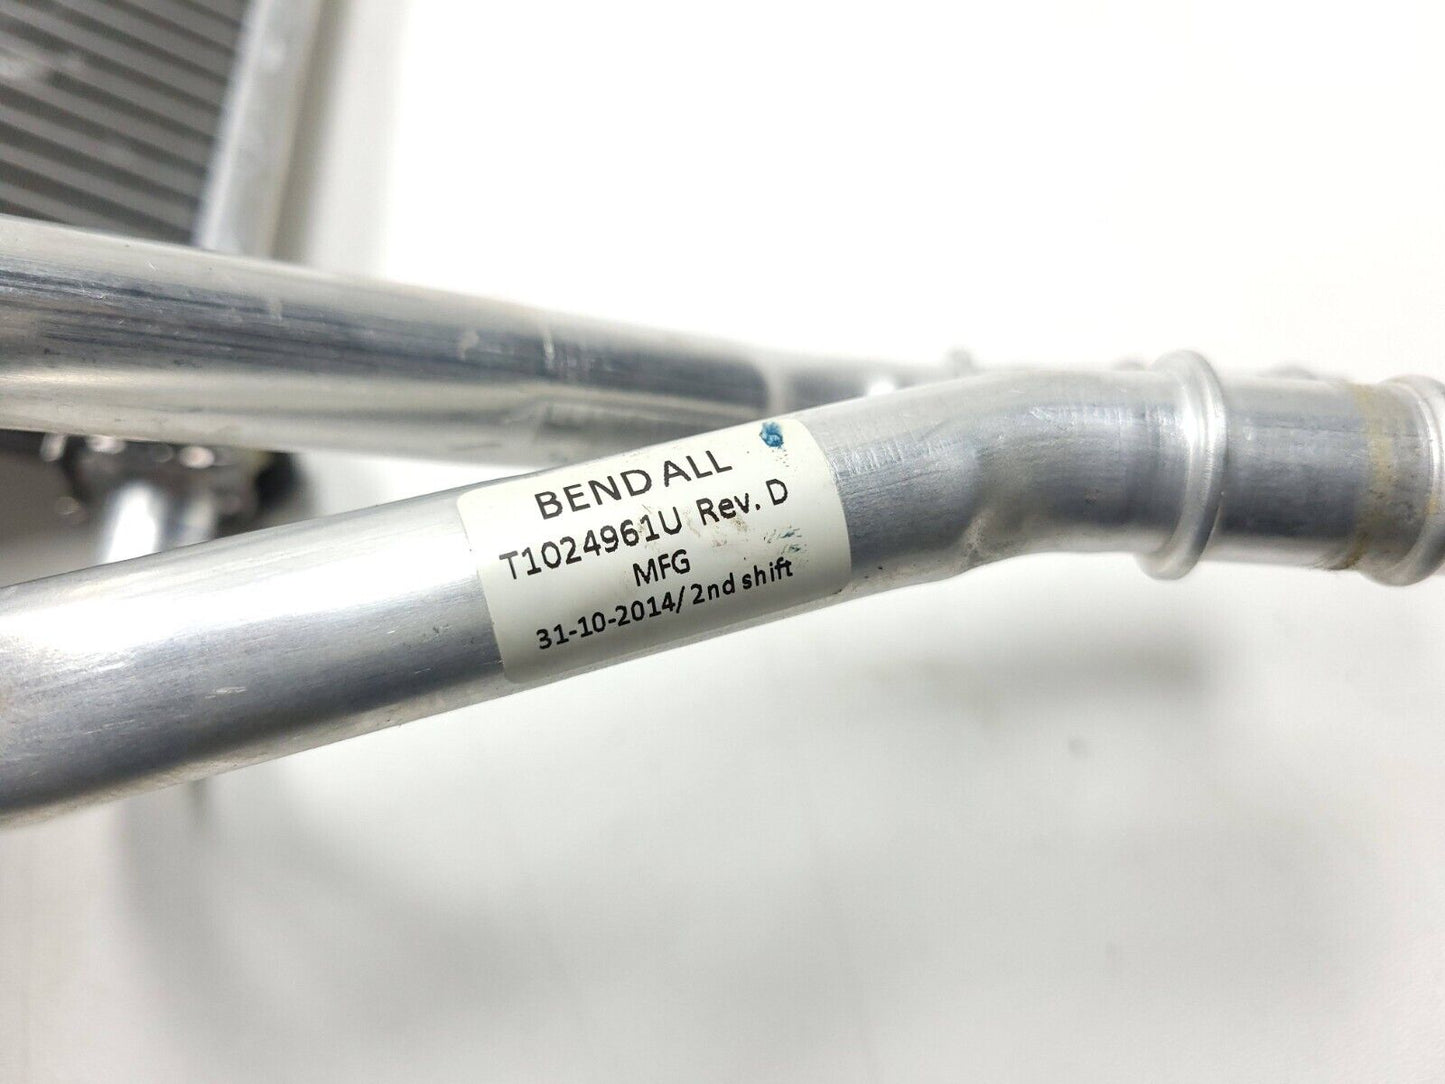 BEND ALL
T1024961U Rev. D
MFG
31-10-2014/ 2nd shift